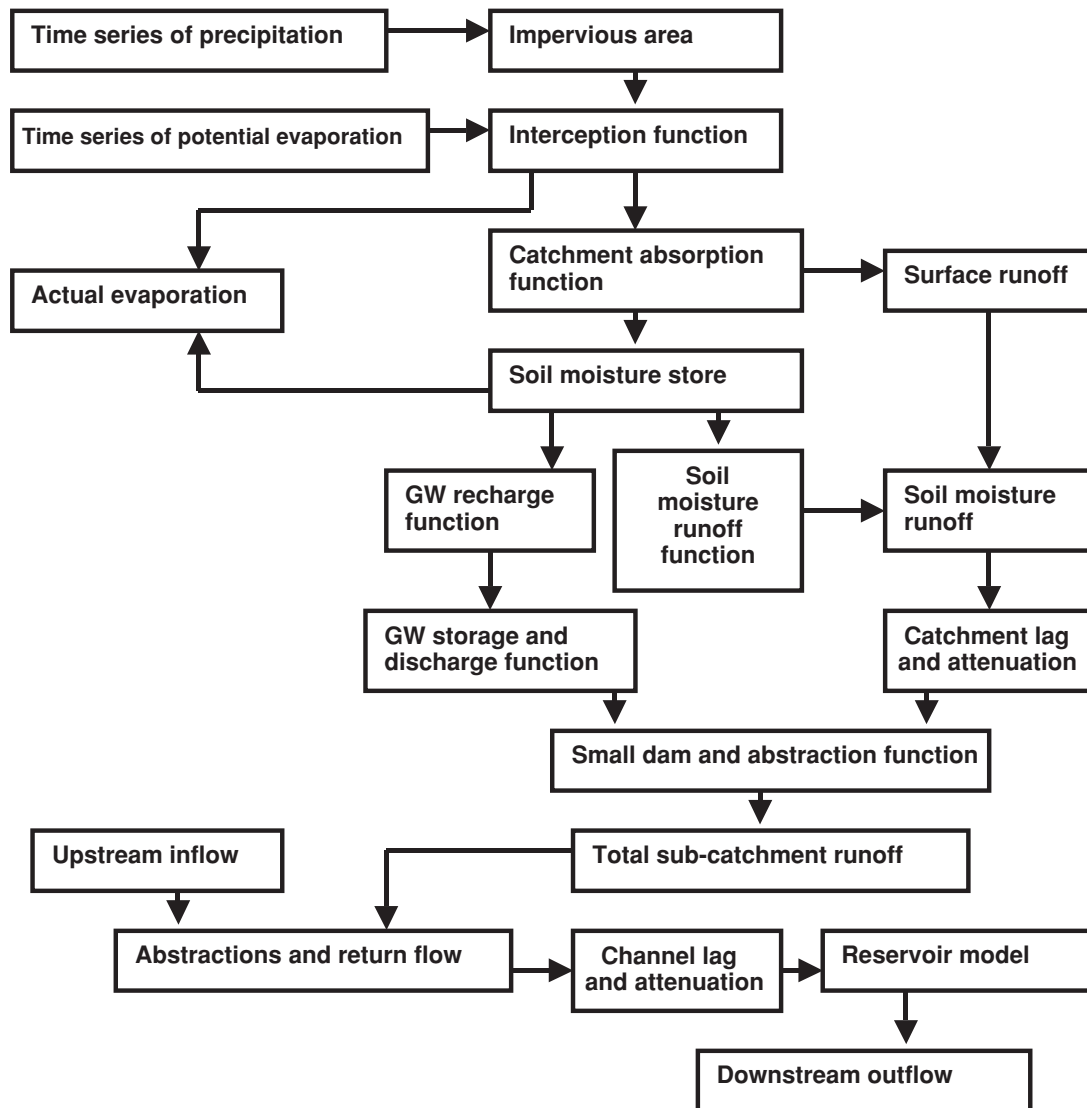 Time series of precipitation
Impervious area
Time series of potential evaporation
Interception function
Catchment absorption
function
Surface runoff
Actual evaporation
Soil moisture store
GW recharge
function
Soil
moisture
runoff
function
Soil moisture
runoff
GW storage and
discharge function
Catchment lag
and attenuation
Small dam and abstraction function
Upstream inflow
Total sub-catchment runoff
Abstractions and return flow
Channel lag
and attenuation
Reservoir model
Downstream outflow